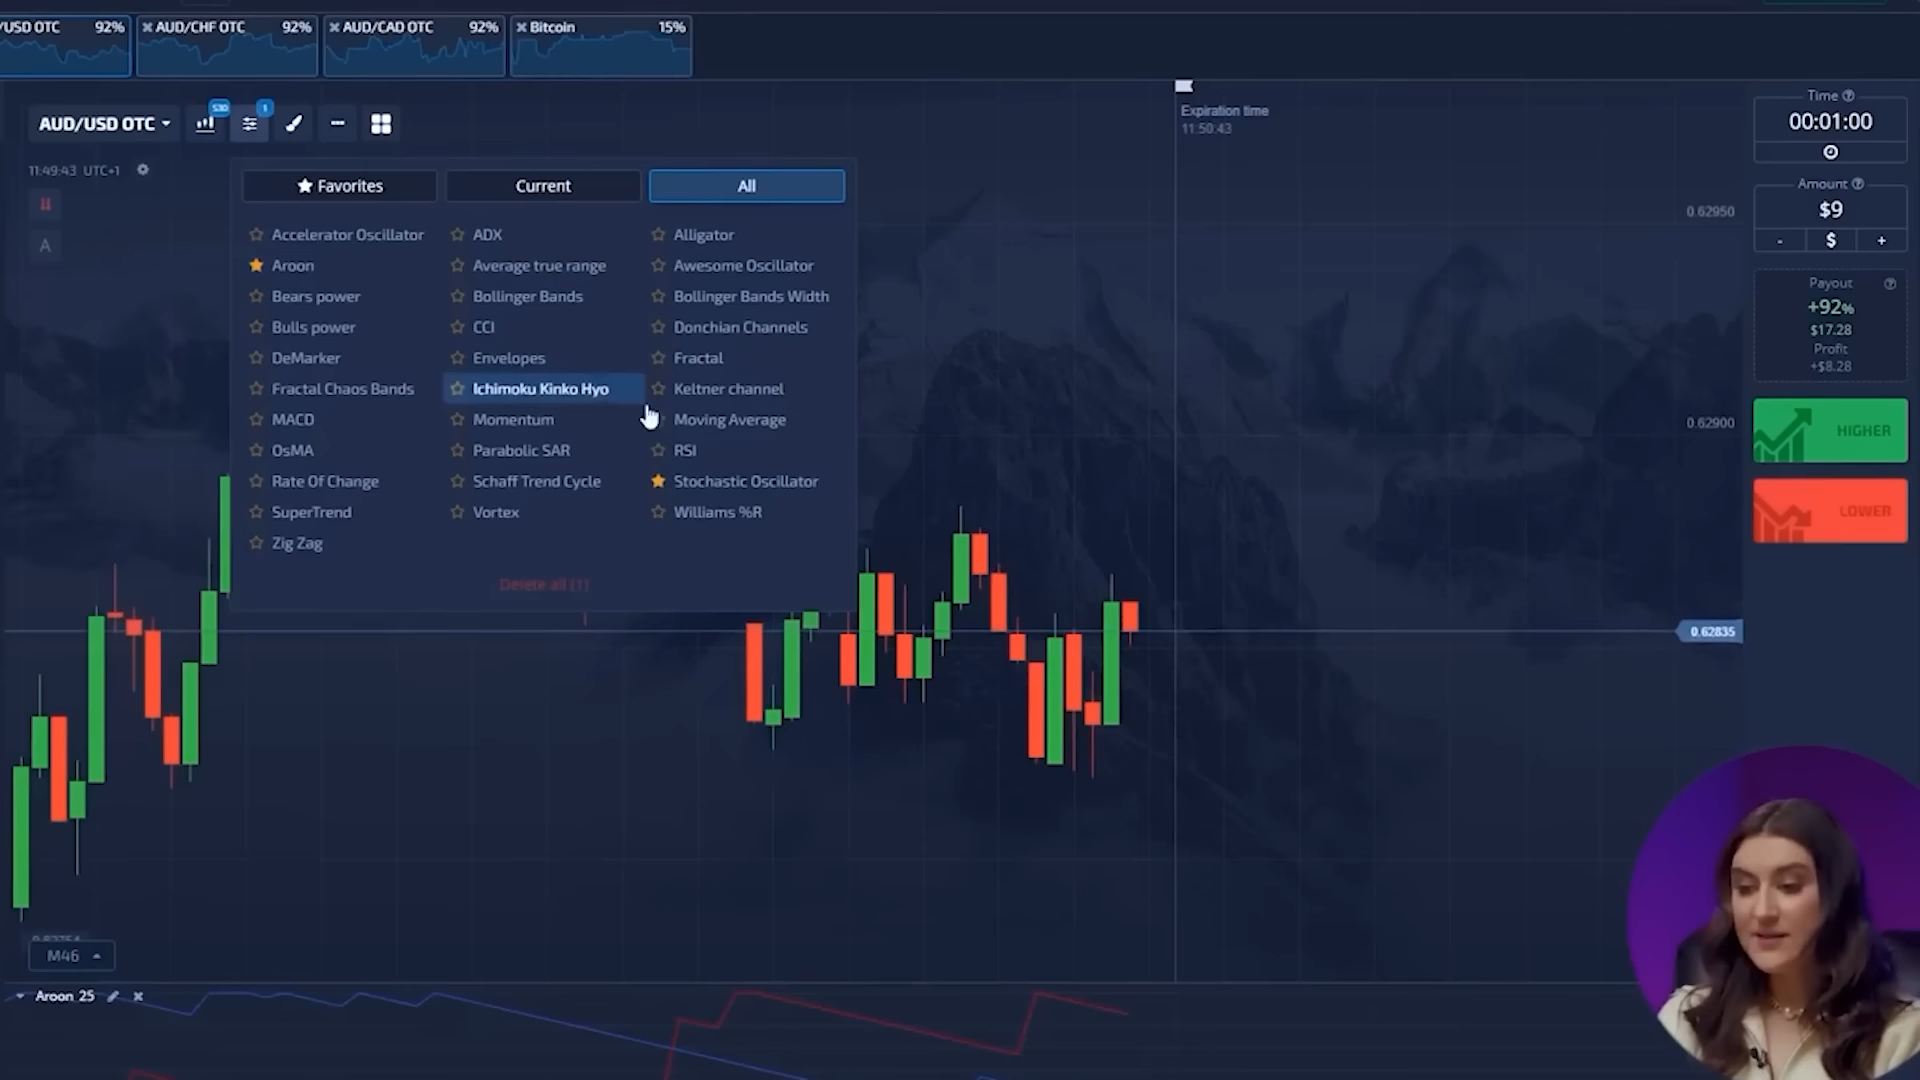 /USD OTC 92%
AUD/CHF OTC 92%
AUD/CAD OTC 92%
Bitcoin 15%
AUD/USD OTC
S30
1
11:49:43 UTC+1
A
Favorites
Current
All
Accelerator Oscillator
ADX
Alligator
Aroon
Average true range
Awesome Oscillator
Bears power
Bollinger Bands
Bollinger Bands Width
Bulls power
CCI
Donchian Channels
DeMarker
Envelopes
Fractal
Fractal Chaos Bands
Ichimoku Kinko Hyo
Keltner channel
MACD
Momentum
Moving Average
OsMA
Parabolic SAR
RSI
Rate Of Change
Schaff Trend Cycle
Stochastic Oscillator
SuperTrend
Vortex
Williams %R
Zig Zag
Delete all (1)
Expiration time
11:50:43
0.62950
0.62900
0.62835
Time
00:01:00
Amount
$9
- $ +
Payout
+92%
$17.28
Profit
+$8.28
HIGHER
LOWER
M46
Aroon 25